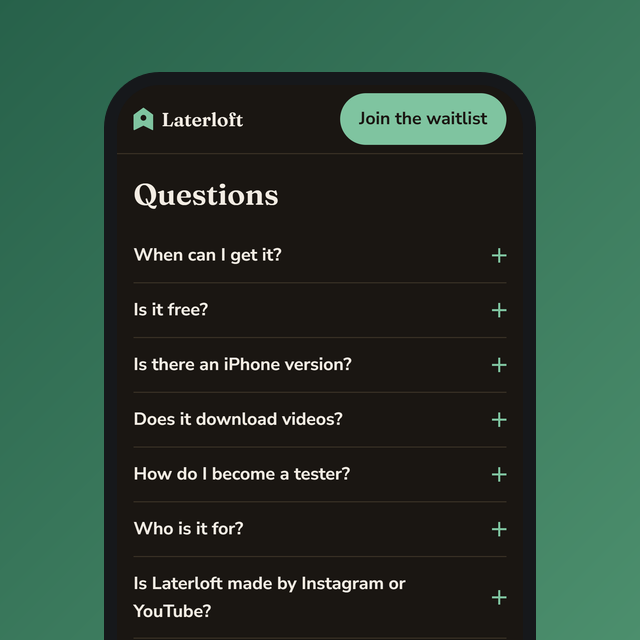 Laterloft
Join the waitlist
Questions
When can I get it?
Is it free?
Is there an iPhone version?
Does it download videos?
How do I become a tester?
Who is it for?
Is Laterloft made by Instagram or
YouTube?